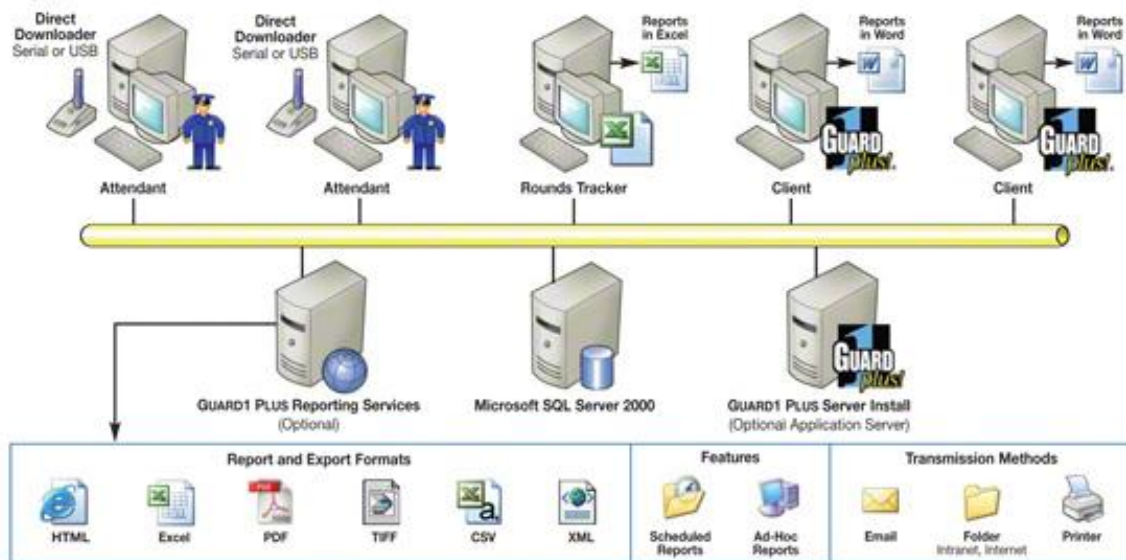 Direct
Downloader
Serial or USB
Direct
Downloader
Serial or USB
Reports
in Excel
Reports
in Word
Reports
in Word
GUARD
plus!
GUARD
plus!
Attendant
Attendant
Rounds Tracker
Client
Client
GUARD
plus!
GUARD1 PLUS Reporting Services
(Optional)
Microsoft SQL Server 2000
GUARD1 PLUS Server Install
(Optional Application Server)
Report and Export Formats
Features
Transmission Methods
PDF
a,
HTML
Excel
PDF
TIFF
CSV
XML
Scheduled
Reports
Ad-Hoc
Reports
Email
Folder
Intranet, Internet
Printer